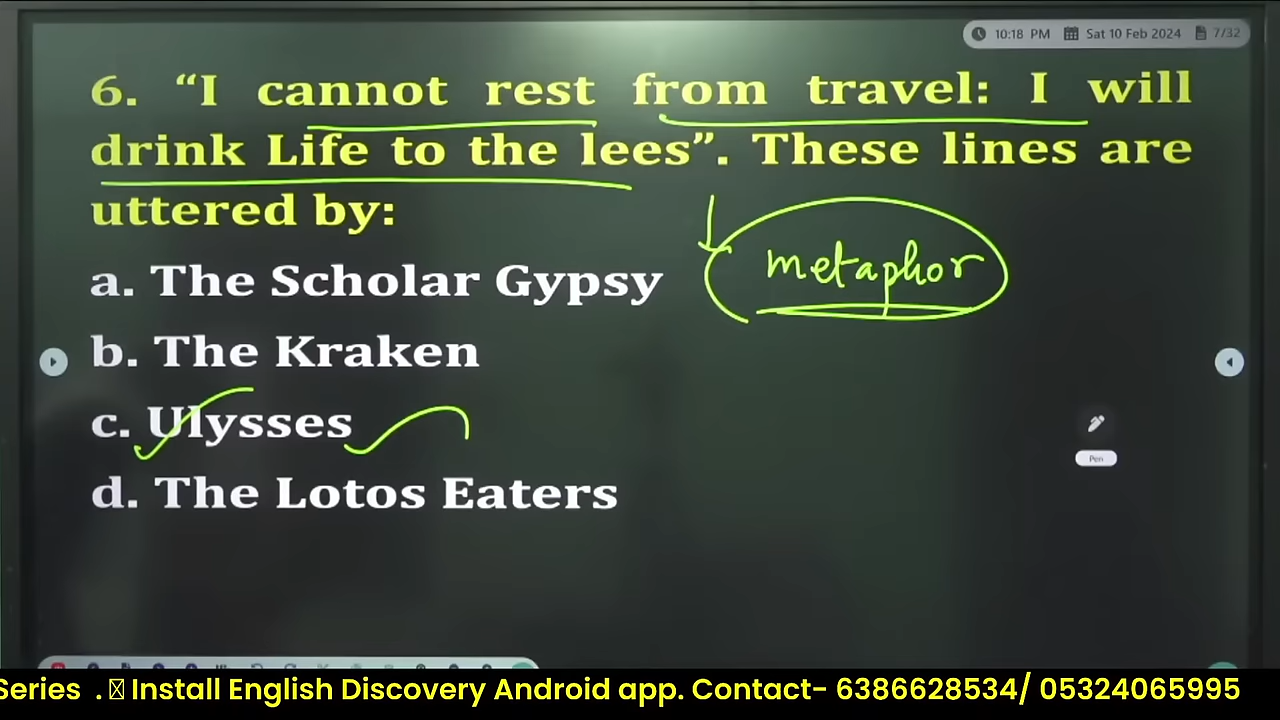 10:18 PM Sat 10 Feb 2024 7/32
6. “I cannot rest from travel: I will
drink Life to the lees”. These lines are
uttered by:
metaphor
a. The Scholar Gypsy
b. The Kraken
c. Ulysses
d. The Lotos Eaters
Pen
Series . Install English Discovery Android app. Contact- 6386628534/ 05324065995